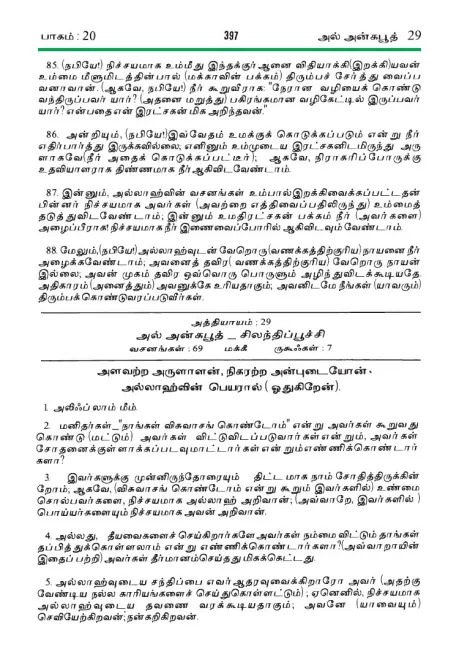 பாகம் : 20 397 அல் அன்கபூத் 29
85. (நபியே!) நிச்சயமாக உம்மீது இந்தக்குர்ஆனை விதியாக்கி(இறக்கி)யவன்
உம்மை மீளுமிடத்தின்பால் (மக்காவின் பக்கம்) திரும்பச் சேர்த்து வைப்ப
வனாவான். (ஆகவே, நபியே!) நீர் கூறுவீராக: "நேரான வழியைக் கொண்டு
வந்திருப்பவர் யார்? (அதனை மறுத்து) பகிரங்கமான வழிகேட்டில் இருப்பவர்
யார்? என்பதை என் இரட்சகன் மிக அறிந்தவன்."
86. அன்றியும், (நபியே!)இவ்வேதம் உமக்குக் கொடுக்கப்படும் என்று நீர்
எதிர்பார்த்து இருக்கவில்லை; எனினும் உம்முடைய இரட்சகனிடமிருந்து அரு
ளாகவே(நீர் அதைக் கொடுக்கப்பட்டீர்); ஆகவே, நிராகரிப்போருக்கு
உதவியாளராக திண்ணமாக நீர்ஆகிவிடவேண்டாம்.
87. இன்னும், அல்லாஹ்வின் வசனங்கள் உம்பால்இறக்கிவைக்கப்பட்டதன்
பின்னர் நிச்சயமாக அவர்கள் (அவற்றை எத்திவைப்பதிலிருந்து) உம்மைத்
தடுத்துவிடவேண்டாம்; இன்னும் உமதிரட்சகன் பக்கம் நீர் (அவர்களை)
அழைப்பீராக! நிச்சயமாக நீர் இணைவைப்போரில் ஆகிவிடவும் வேண்டாம்.
88. மேலும்,(நபியே!)அல்லாஹ்வுடன் வேறொரு(வணக்கத்திற்குரிய)நாயனை நீர்
அழைக்கவேண்டாம்; அவனைத் தவிர( வணக்கத்திற்குரிய) வேறொரு நாயன்
இல்லை; அவன் முகம் தவிர ஒவ்வொரு பொருளும் அழிந்துவிடக்கூடியதே.
அதிகாரம் (அனைத்தும்) அவனுக்கே உரியதாகும்; அவனிடமே நீங்கள் (யாவரும்)
திரும்பக்கொண்டுவரப்படுவீர்கள்.
அத்தியாயம் : 29
அல் அன்கபூத் _ சிலந்திப்பூச்சி
வசனங்கள் : 69 மக்கீ ருகூஃகள் : 7
அளவற்ற அருளாளன், நிகரற்ற அன்புடையோன் -
அல்லாஹ்வின் பெயரால் ( ஓதுகிறேன்).
1. அலிஃப் லாம் மீம்.
2. மனிதர்கள்_"நாங்கள் விசுவாசங் கொண்டோம்" என்று அவர்கள் கூறுவது
கொண்டு (மட்டும்) அவர்கள் விட்டுவிடப்படுவார்கள்என்றும், அவர்கள்
சோதனைக்குள்ளாக்கப்படவுமாட்டார்கள் என்றும்எண்ணிக்கொண்டார்
களா?
3. இவர்களுக்கு முன்னிருந்தோரையும் திட்டமாக நாம் சோதித்திருக்கின்
றோம்; ஆகவே, (விசுவாசங் கொண்டோம் என்று கூறும் இவர்களில்) உண்மை
சொல்பவர்களை, நிச்சயமாக அல்லாஹ் அறிவான்; (அவ்வாறே, இவர்களில் )
பொய்யர்களையும் நிச்சயமாக அவன் அறிவான்.
4. அல்லது, தீயவைகளைச் செய்கிறார்களே அவர்கள் நம்மை விட்டும் தாங்கள்
தப்பித்துக்கொள்ளலாம் என்று எண்ணிக்கொண்டார்களா?(அவ்வாறாயின்
இதைப் பற்றி) அவர்கள் தீர்மானம்செய்தது மிகக்கெட்டது.
5. அல்லாஹ்வுடைய சந்திப்பை எவர் ஆதரவுவைக்கிறாரோ அவர் (அதற்கு
வேண்டிய நல்ல காரியங்களைச் செய்துகொள்ளட்டும்) ; ஏனெனில், நிச்சயமாக
அல்லாஹ்வுடைய தவணை வரக்கூடியதாகும்; அவனே (யாவையும்)
செவியேற்கிறவன்; நன்கறிகிறவன்.